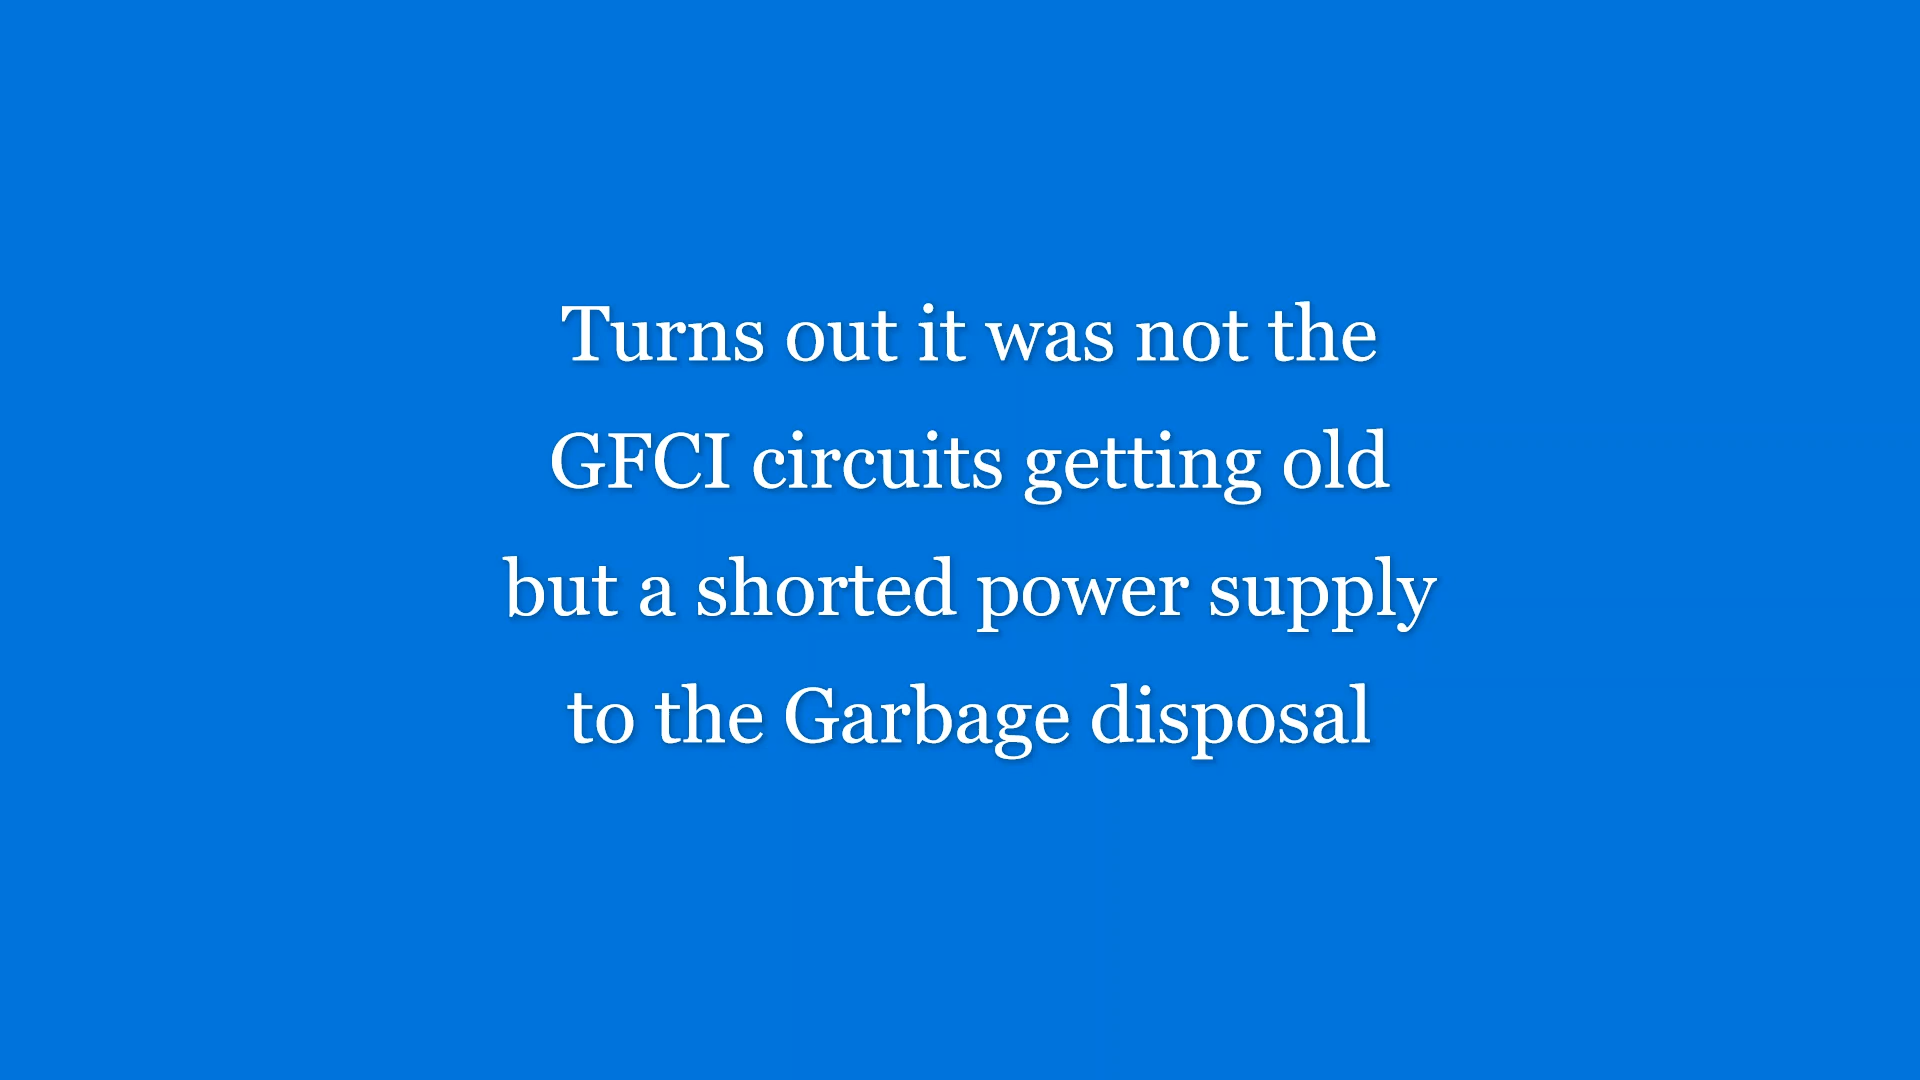 Turns out it was not the
GFCI circuits getting old
but a shorted power supply
to the Garbage disposal